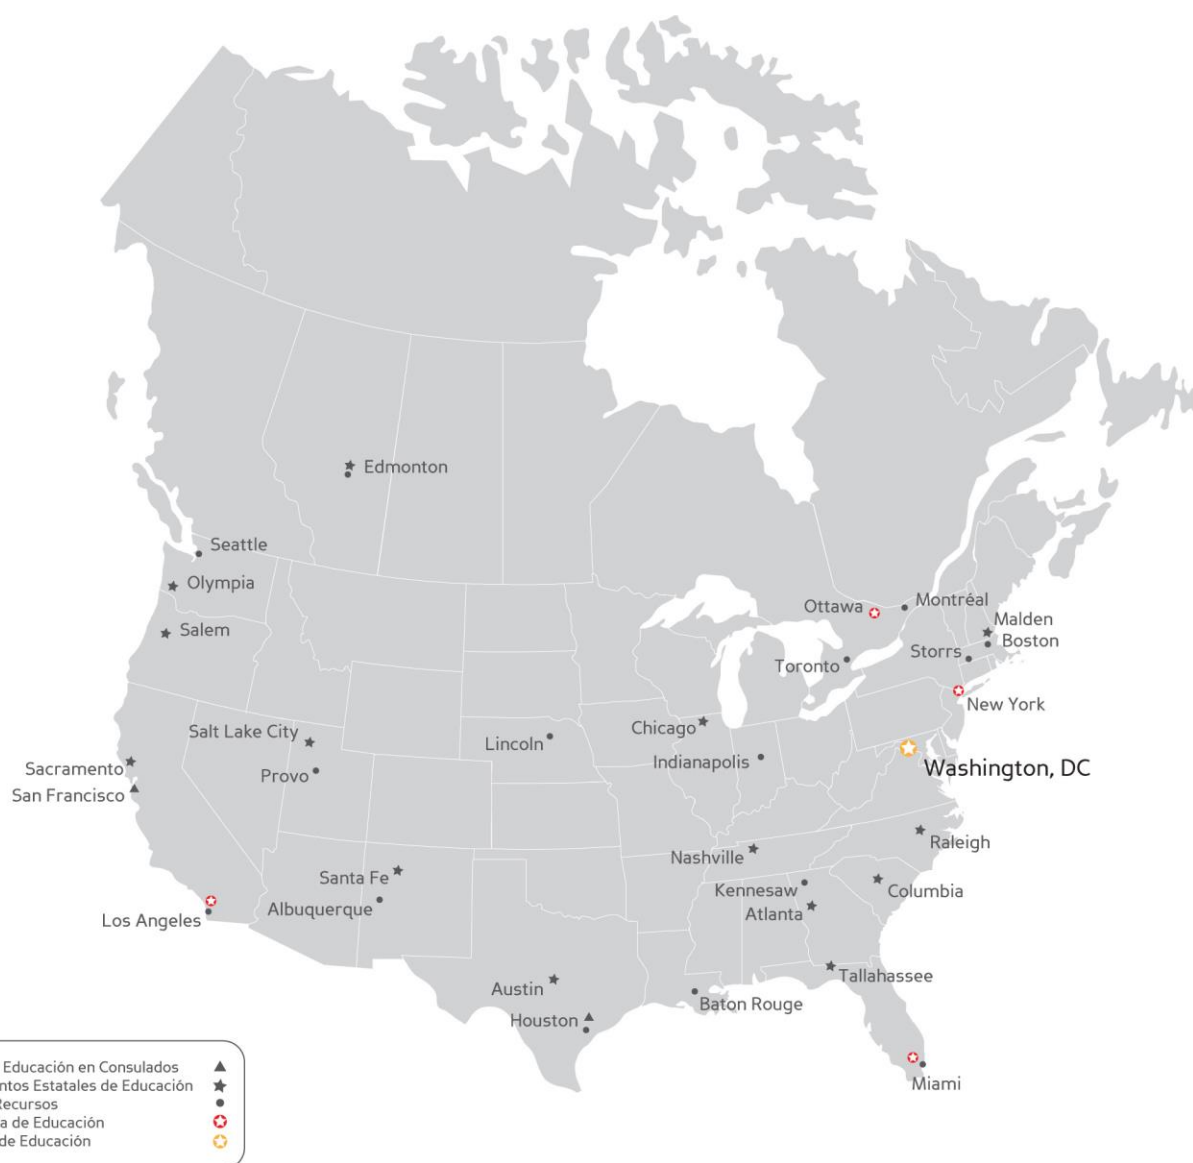 Edmonton
Seattle
Olympia
Salem
Ottawa
Montréal
Malden
Boston
Storrs
Toronto
New York
Salt Lake City
Chicago
Lincoln
Indianapolis
Washington, DC
Sacramento
Provo
San Francisco
Raleigh
Nashville
Santa Fe
Kennesaw
Columbia
Albuquerque
Atlanta
Los Angeles
Tallahassee
Austin
Baton Rouge
Houston
Miami
Educación en Consulados
ntos Estatales de Educación
Recursos
a de Educación
de Educación